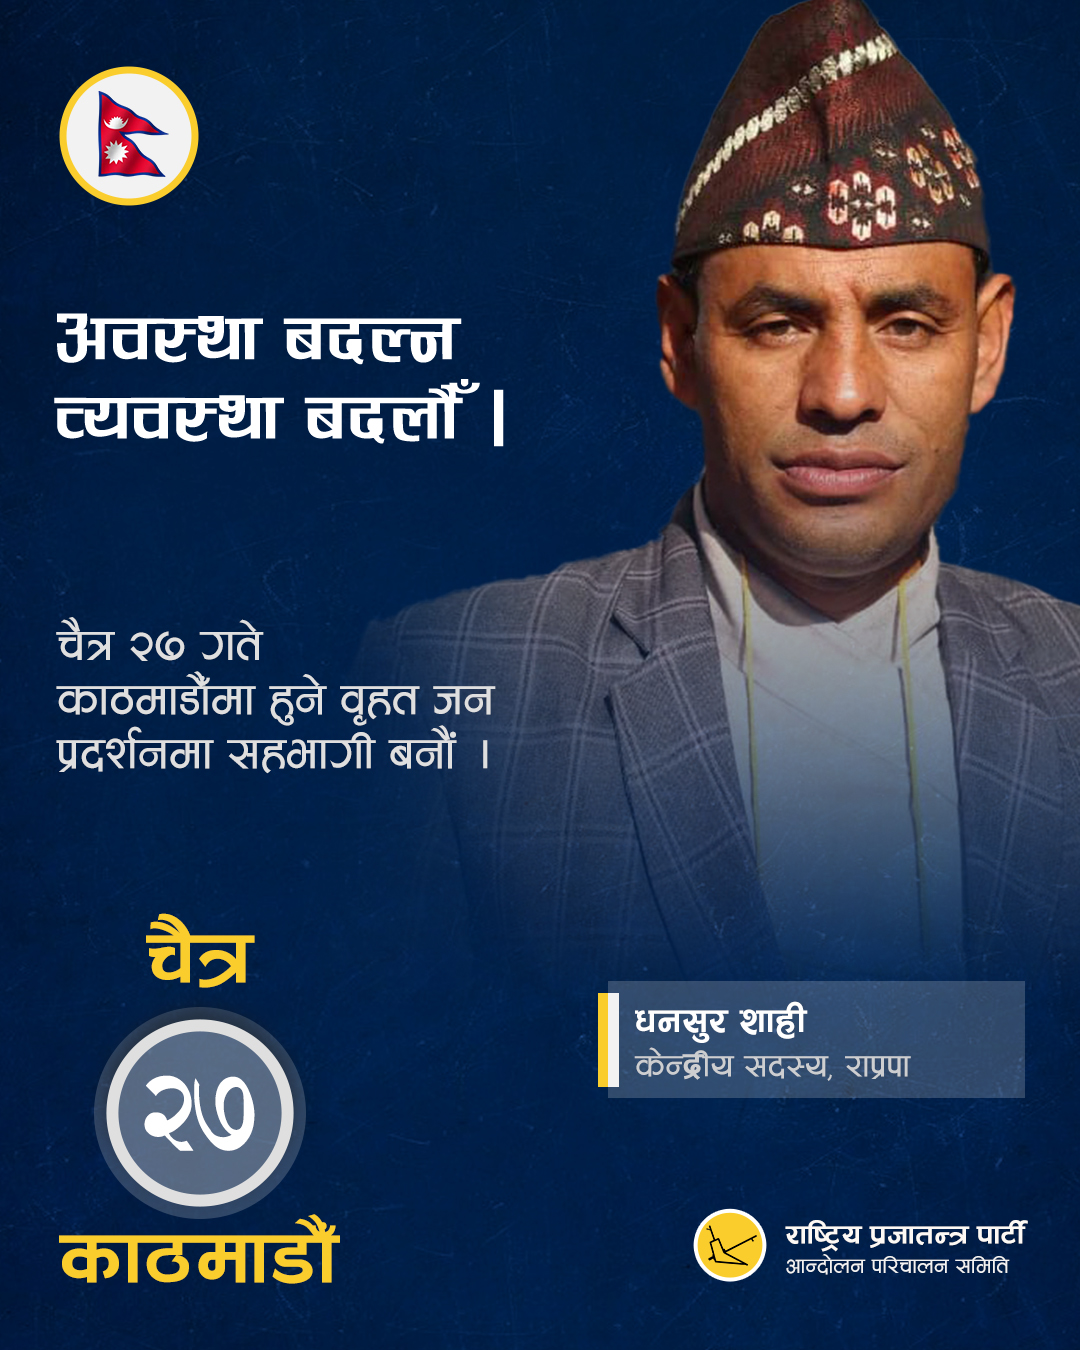 अवस्था बदल्न
व्यवस्था बदलौँ |
चैत्र २७ गते
काठमाडौँमा हुने वृहत जन
प्रदर्शनमा सहभागी बनौं ।
चैत्र
२७
काठमाडौं
धनसुर शाही
केन्द्रीय सदस्य, राप्रपा
राष्ट्रिय प्रजातन्त्र पार्टी
आन्दोलन परिचालन समिति